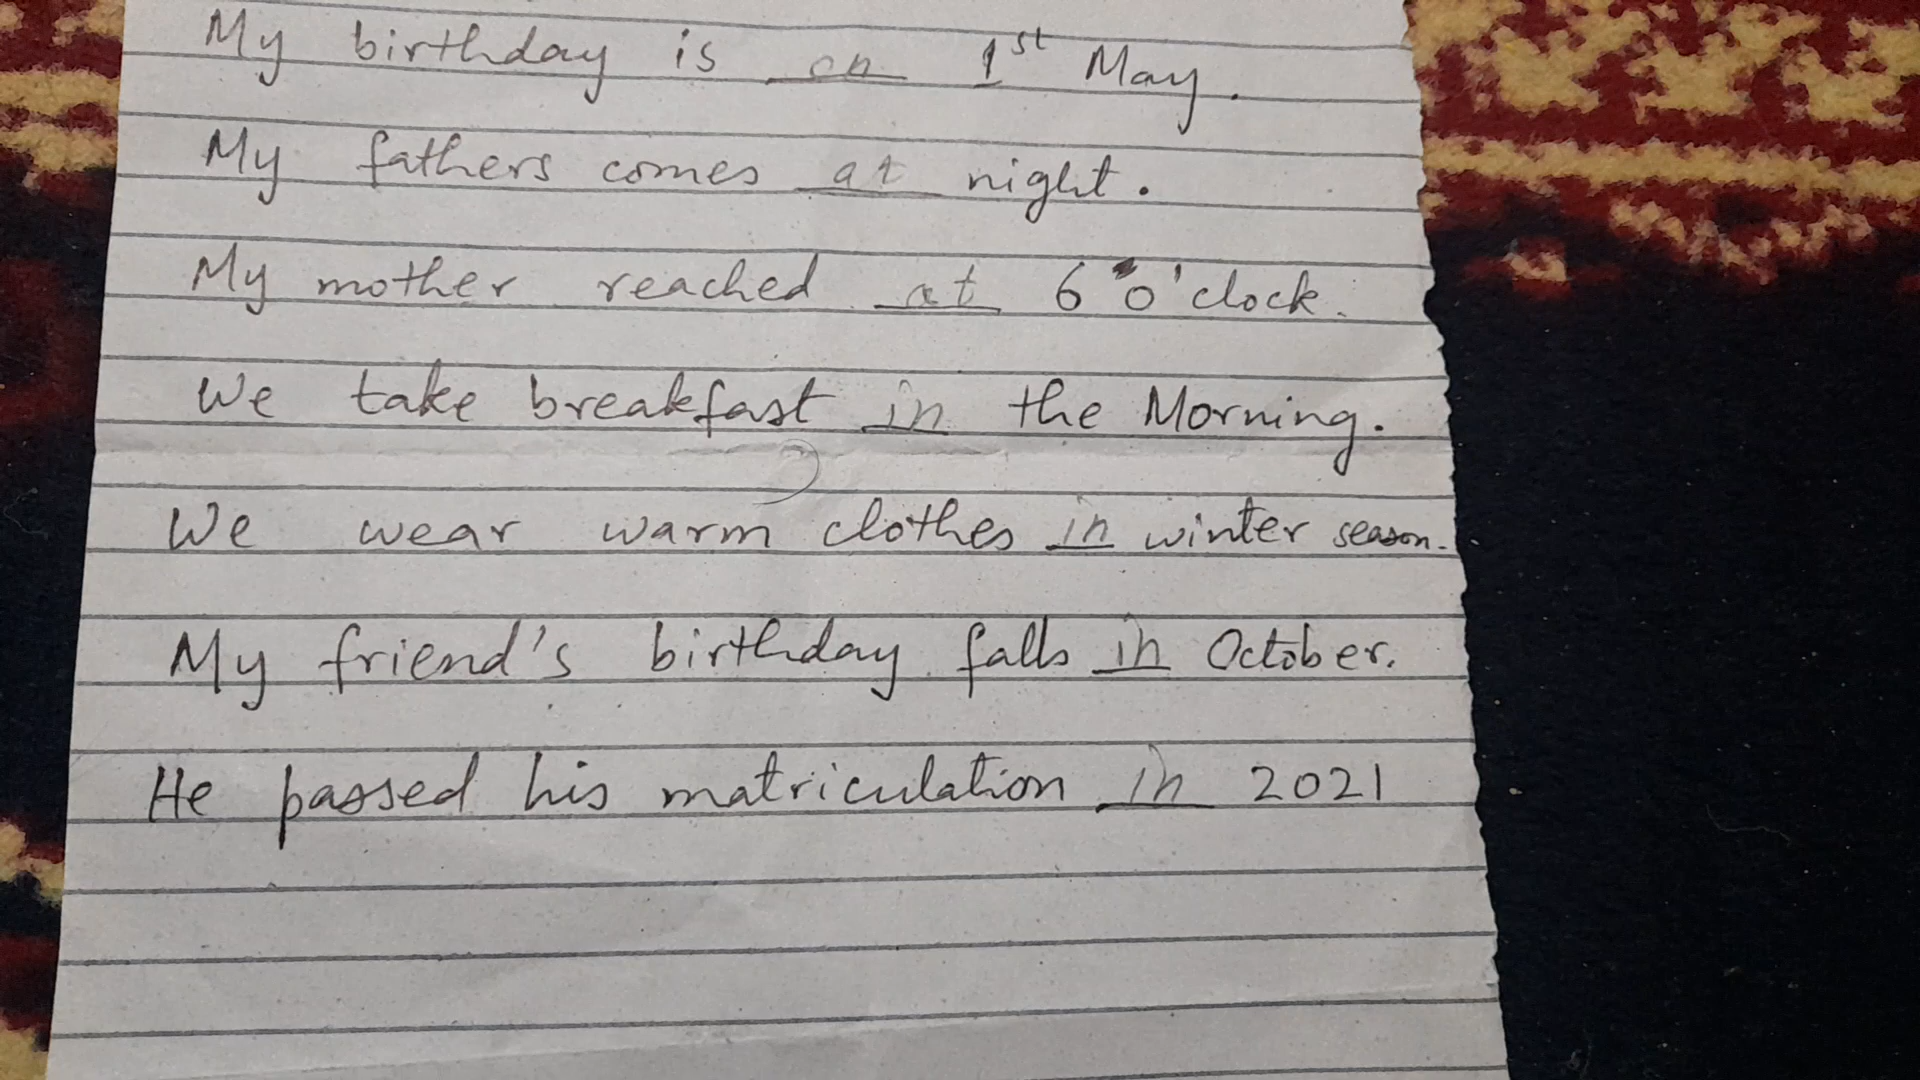 My birthday is on 1st May.
My fathers comes at night.
My mother reached at 6 o'clock.
We take breakfast in the Morning.
We wear warm clothes in winter season.
My friend's birthday falls in October.
He passed his matriculation in 2021